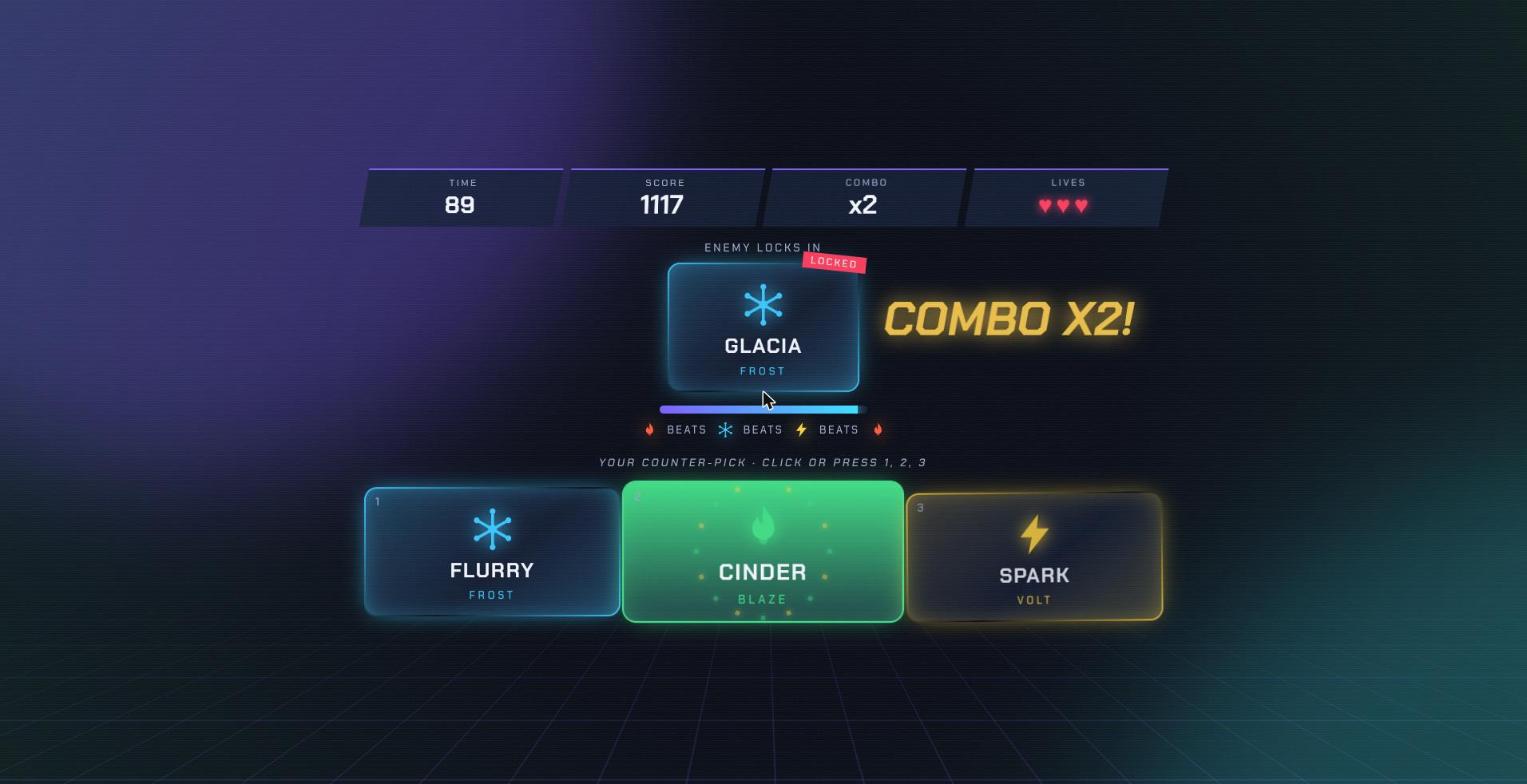 TIME
89
SCORE
1117
COMBO
x2
LIVES
ENEMY LOCKS IN
LOCKED
GLACIA
FROST
COMBO X2!
BEATS BEATS BEATS
YOUR COUNTER-PICK · CLICK OR PRESS 1, 2, 3
1
FLURRY
FROST
2
CINDER
BLAZE
3
SPARK
VOLT